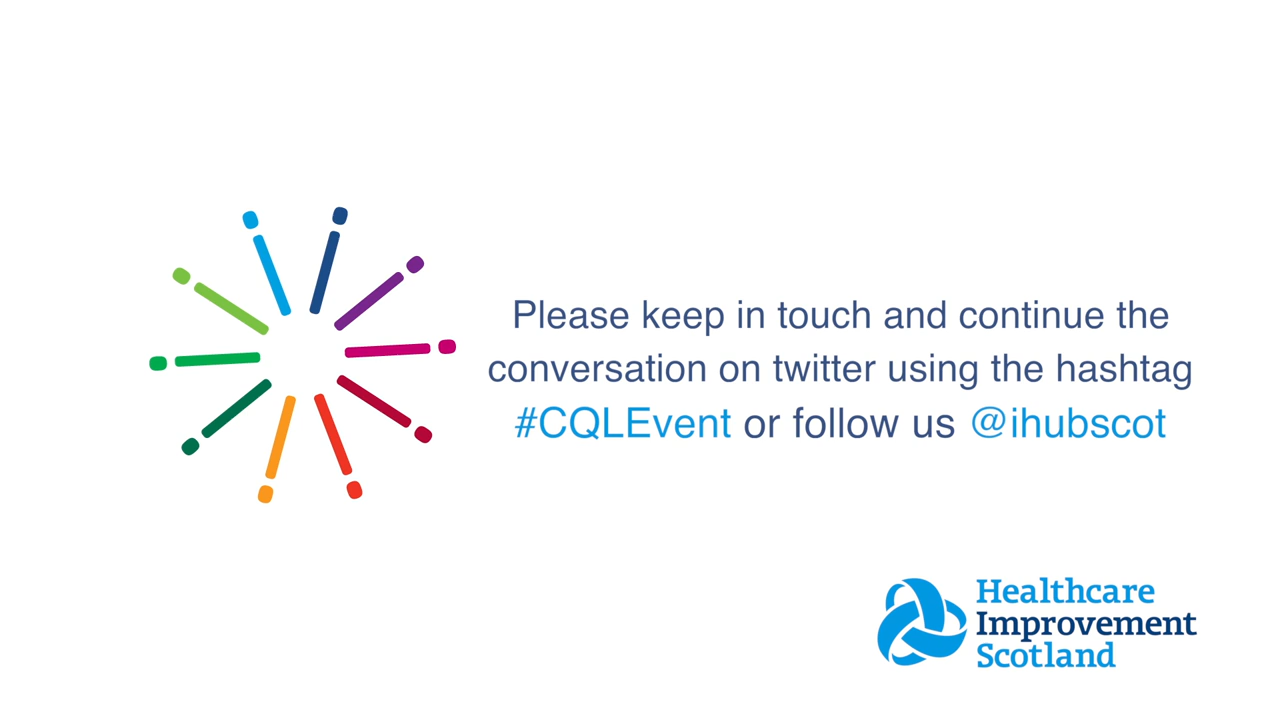 Please keep in touch and continue the
conversation on twitter using the hashtag
#CQLEvent or follow us @ihubscot
Healthcare
Improvement
Scotland